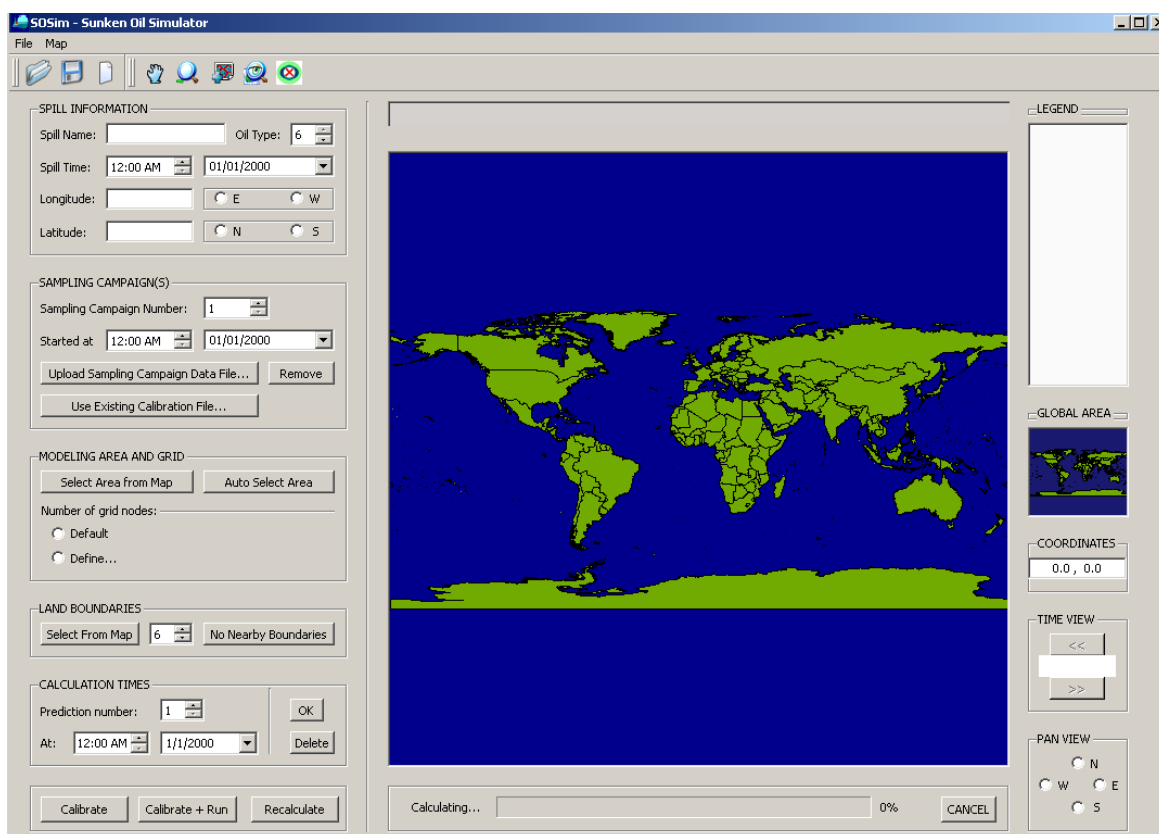 SOSim - Sunken Oil Simulator
File Map
SPILL INFORMATION
Spill Name: Oil Type: 6
Spill Time: 12:00 AM 01/01/2000
Longitude: E W
Latitude: N S
SAMPLING CAMPAIGN(S)
Sampling Campaign Number: 1
Started at 12:00 AM 01/01/2000
Upload Sampling Campaign Data File... Remove
Use Existing Calibration File...
MODELING AREA AND GRID
Select Area from Map Auto Select Area
Number of grid nodes:
Default
Define...
LAND BOUNDARIES
Select From Map 6 No Nearby Boundaries
CALCULATION TIMES
Prediction number: 1 OK
At: 12:00 AM 1/1/2000 Delete
Calibrate Calibrate + Run Recalculate
Calculating... 0% CANCEL
LEGEND
GLOBAL AREA
COORDINATES
0.0 , 0.0
TIME VIEW
<<
>>
PAN VIEW
N
W E
S